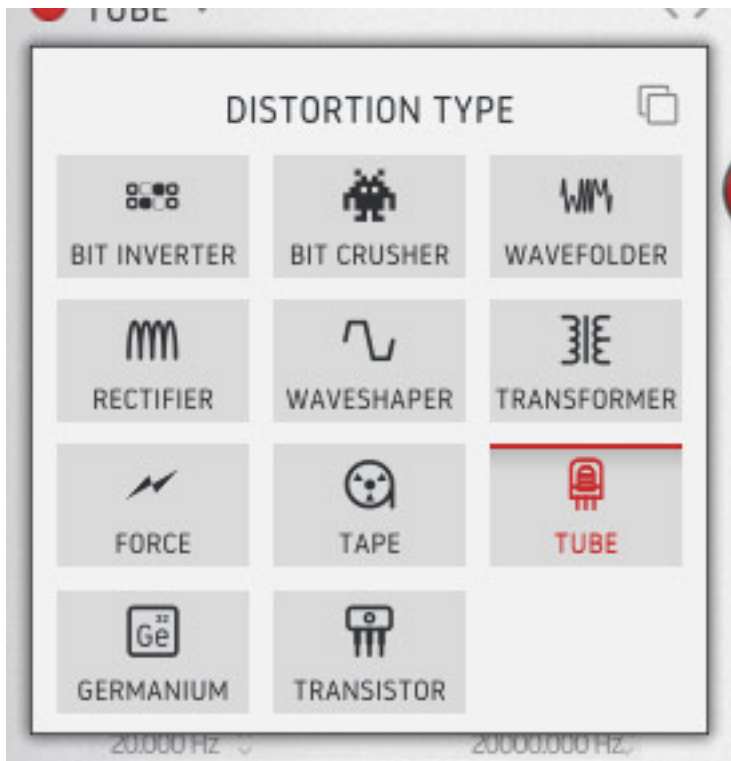 TUBE
DISTORTION TYPE
BIT INVERTER
BIT CRUSHER
WAVEFOLDER
RECTIFIER
WAVESHAPER
TRANSFORMER
FORCE
TAPE
TUBE
32
Ge
GERMANIUM
TRANSISTOR
20.000 Hz
20000.000 Hz